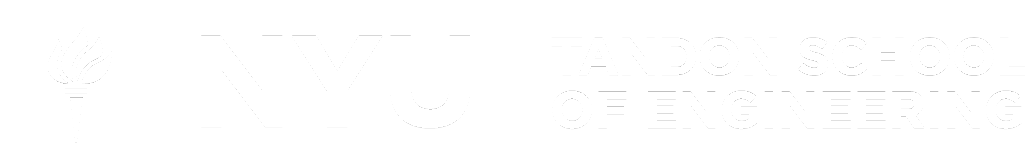 NYU
TANDON SCHOOL
OF ENGINEERING